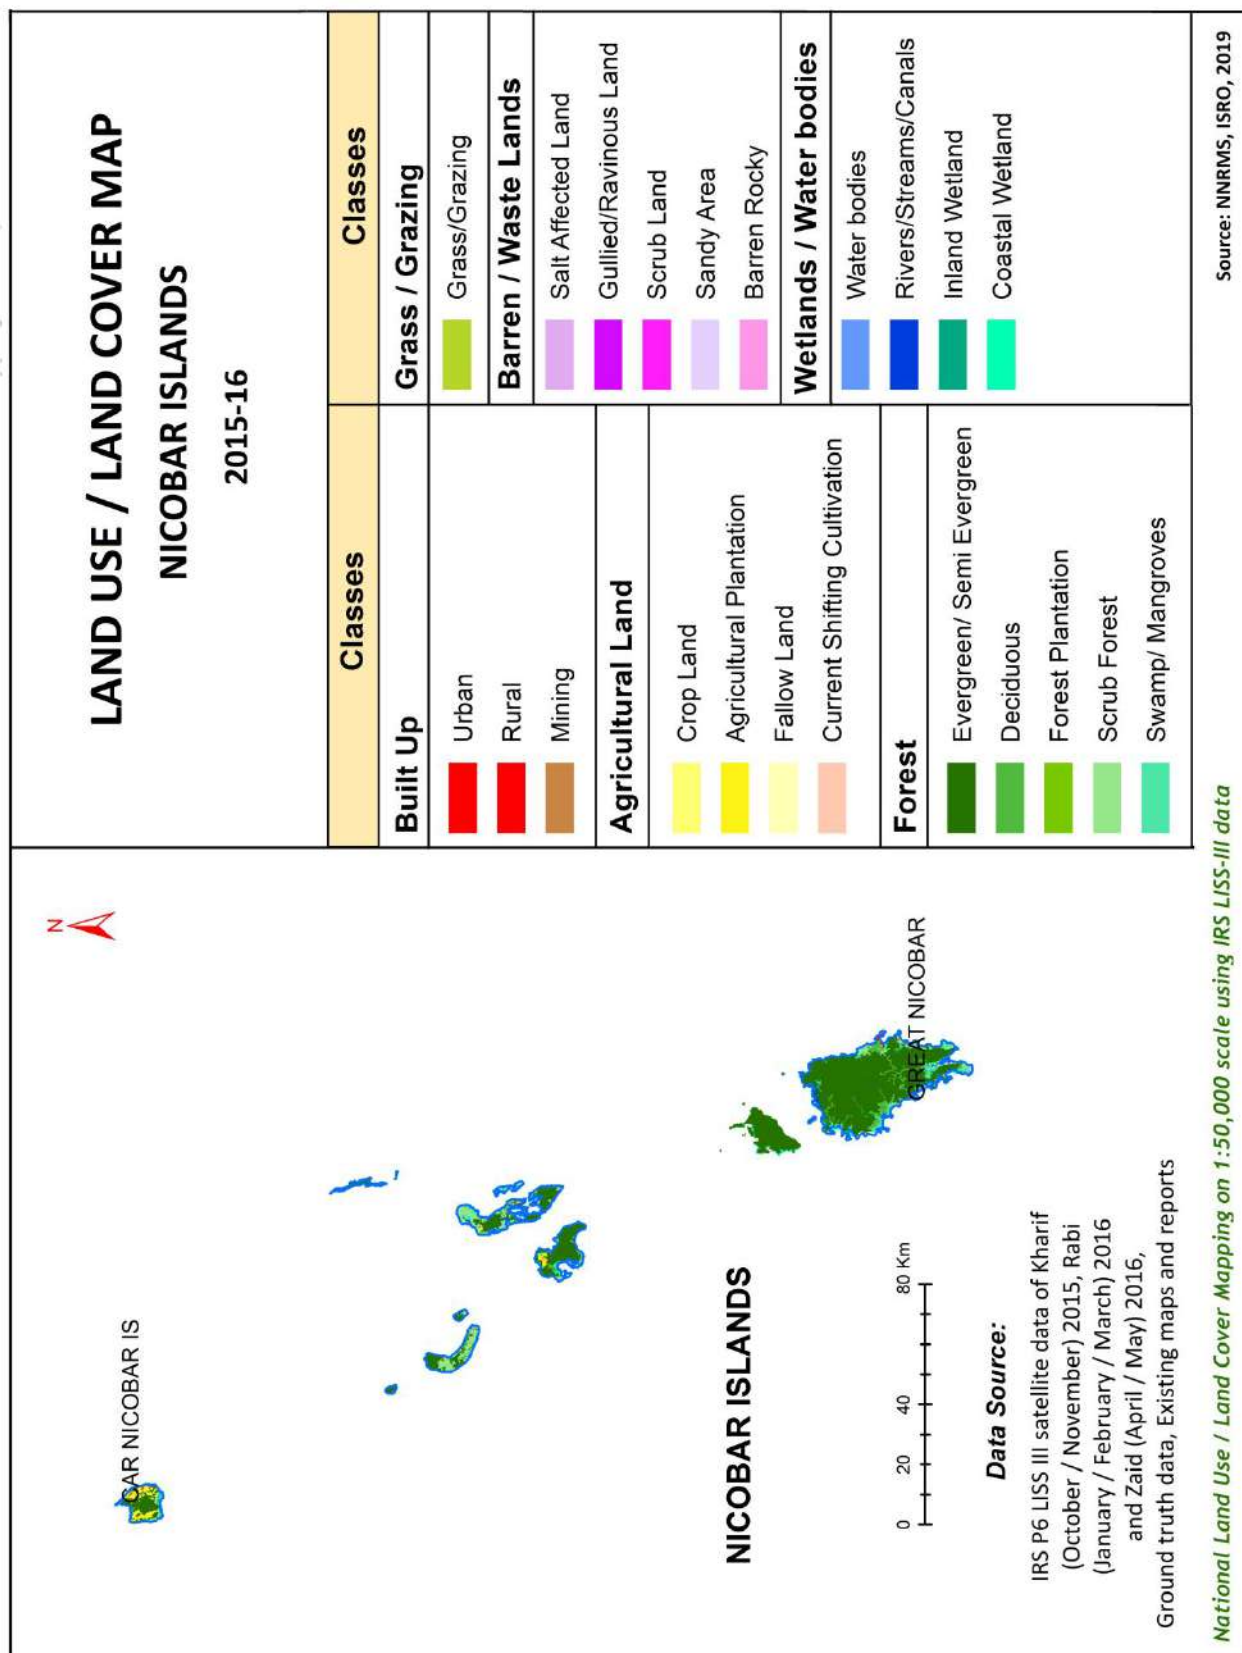 LAND USE / LAND COVER MAP
NICOBAR ISLANDS
2015-16
N
CAR NICOBAR IS
GREAT NICOBAR
NICOBAR ISLANDS
0 20 40 80 Km
Data Source:
IRS P6 LISS III satellite data of Kharif
(October / November) 2015, Rabi
(January / February / March) 2016
and Zaid (April / May) 2016,
Ground truth data, Existing maps and reports
Classes
Built Up
Urban
Rural
Mining
Agricultural Land
Crop Land
Agricultural Plantation
Fallow Land
Current Shifting Cultivation
Forest
Evergreen/ Semi Evergreen
Deciduous
Forest Plantation
Scrub Forest
Swamp/ Mangroves
Classes
Grass / Grazing
Grass/Grazing
Barren / Waste Lands
Salt Affected Land
Gullied/Ravinous Land
Scrub Land
Sandy Area
Barren Rocky
Wetlands / Water bodies
Water bodies
Rivers/Streams/Canals
Inland Wetland
Coastal Wetland
National Land Use / Land Cover Mapping on 1:50,000 scale using IRS LISS-III data
Source: NNRMS, ISRO, 2019